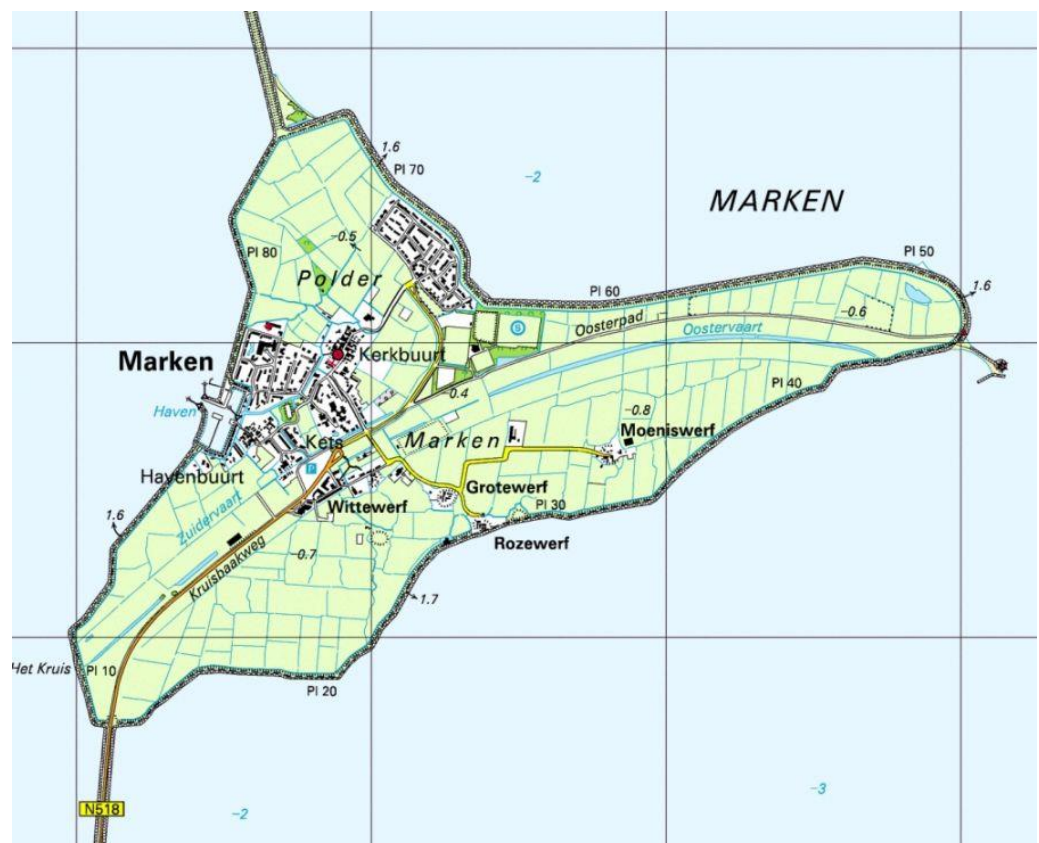 1.6
Pl 70
-2
MARKEN
-0.5
Pl 80
Polder
Pl 50
1.6
Pl 60
-0.6
Oosterpad
Oostervaart
S
Marken
Kerkbuurt
0.4
Pl 40
Haven
-0.8
Kets
Marken
Moeniswerf
P
Havenbuurt
Grotewerf
Wittewerf
Pl 30
1.6
Zuidervaart
Rozewerf
-0.7
Kruisbaakweg
1.7
Het Kruis
Pl 10
Pl 20
N518
-2
-3